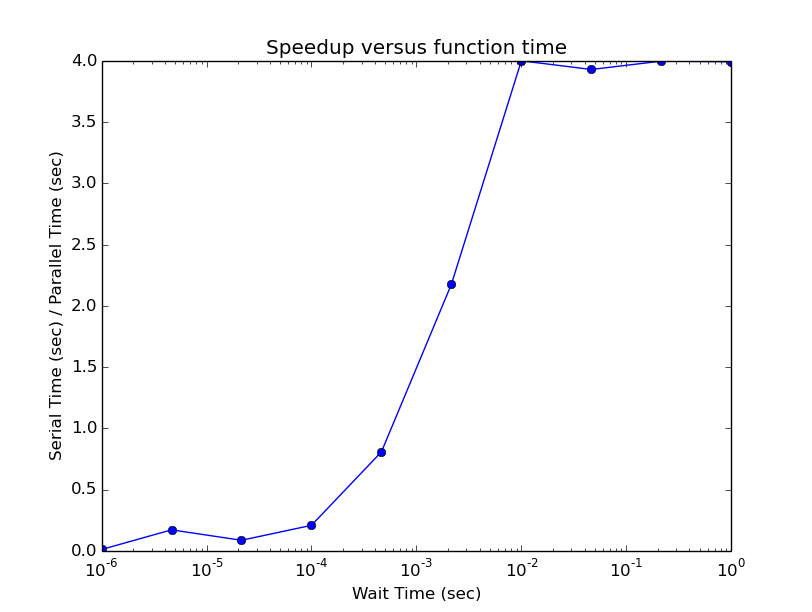 Speedup versus function time
Serial Time (sec) / Parallel Time (sec)
4.0
3.5
3.0
2.5
2.0
1.5
1.0
0.5
0.0
10^-6 10^-5 10^-4 10^-3 10^-2 10^-1 10^0
Wait Time (sec)